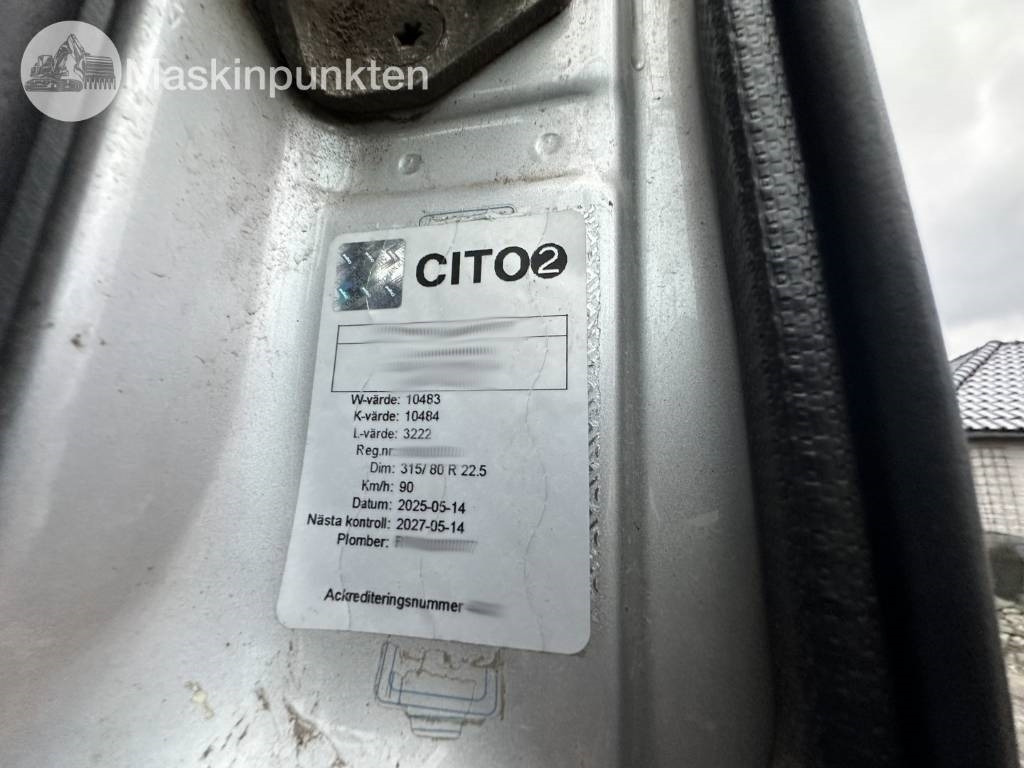 Maskinpunkten
CITO2
W-värde: 10483
K-värde: 10484
L-värde: 3222
Reg.nr
Dim: 315/ 80 R 22.5
Km/h: 90
Datum: 2025-05-14
Nästa kontroll: 2027-05-14
Plomber:
Ackrediteringsnummer